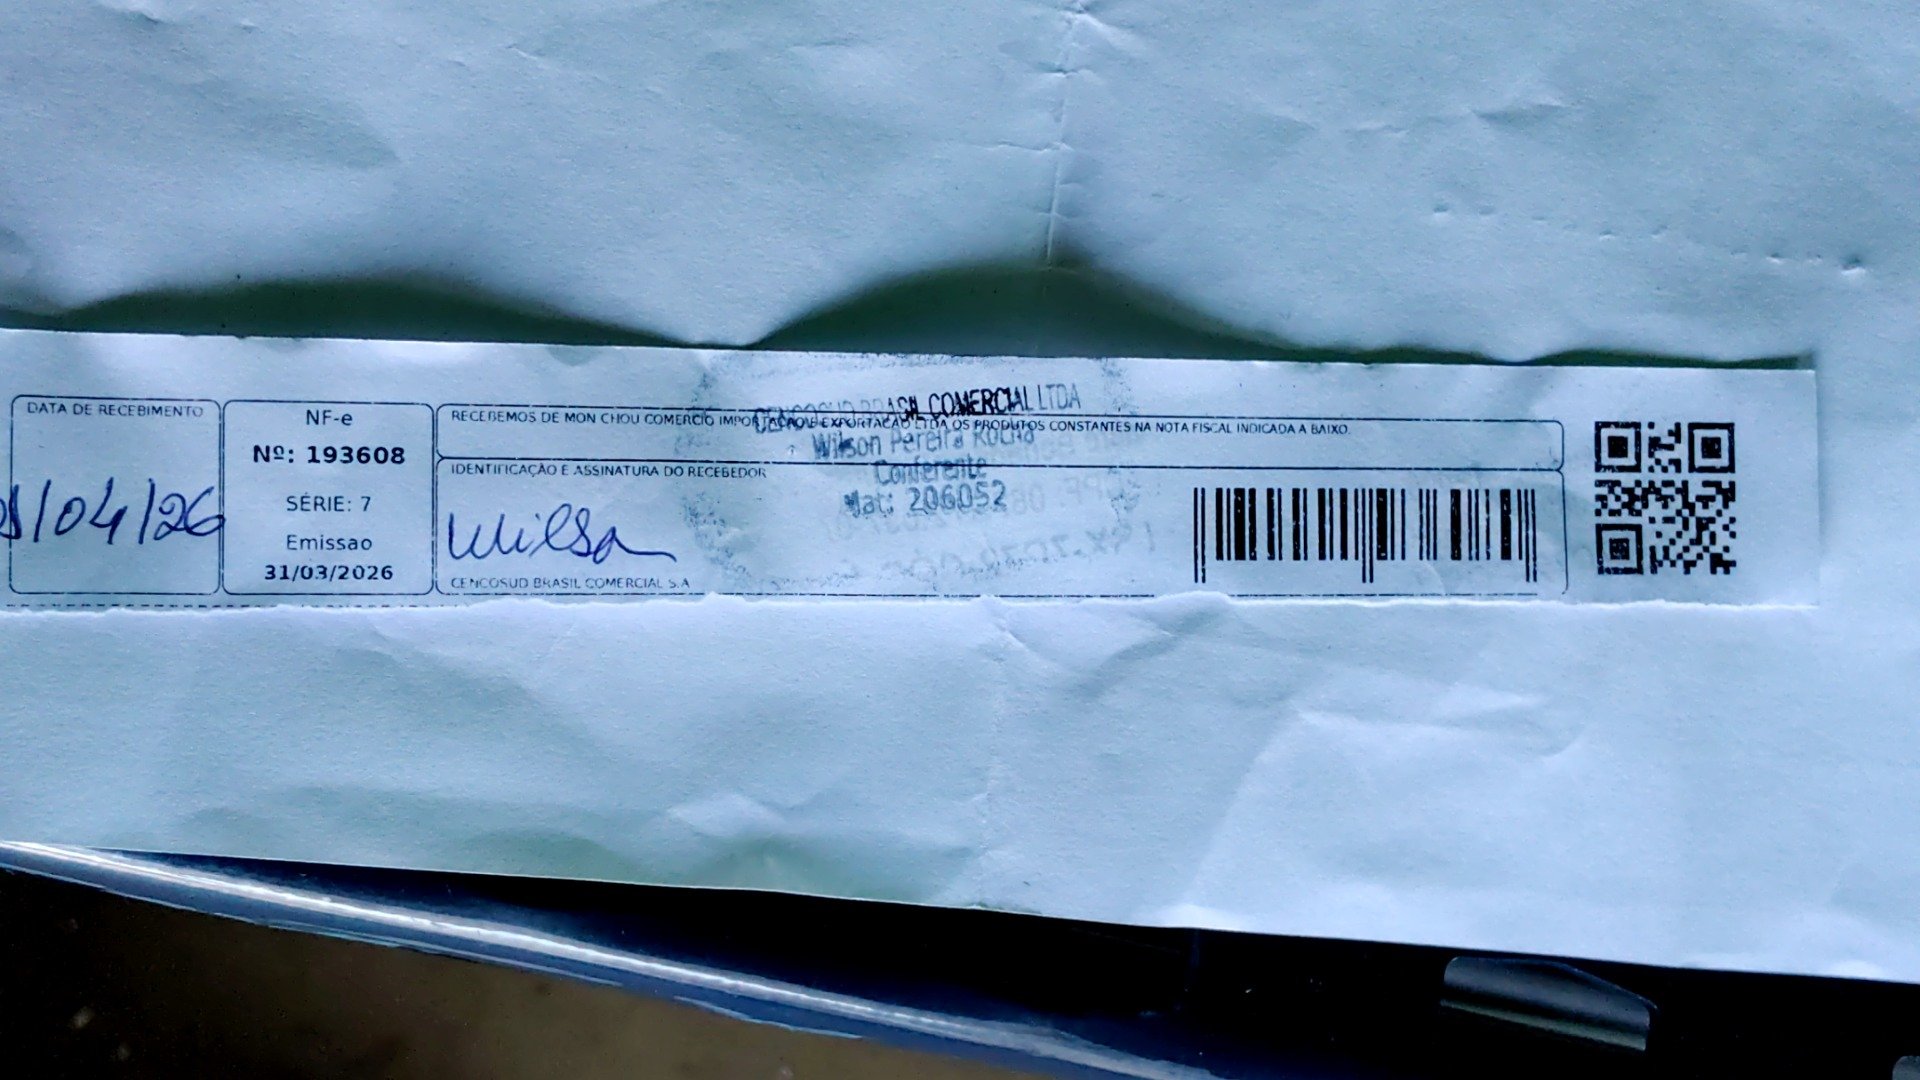 DATA DE RECEBIMENTO
/04/26
NF-e
Nº: 193608
SÉRIE: 7
Emissao
31/03/2026
RECEBEMOS DE MON CHOU COMERCIO IMPORTACAO E EXPORTACAO LTDA OS PRODUTOS CONSTANTES NA NOTA FISCAL INDICADA A BAIXO.
IDENTIFICAÇÃO E ASSINATURA DO RECEBEDOR
Wilson
CENCOSUD BRASIL COMERCIAL S.A
CENCOSUD BRASIL COMERCIAL LTDA
Wilson Pereira Rocha
Conferente
Mat: 206052